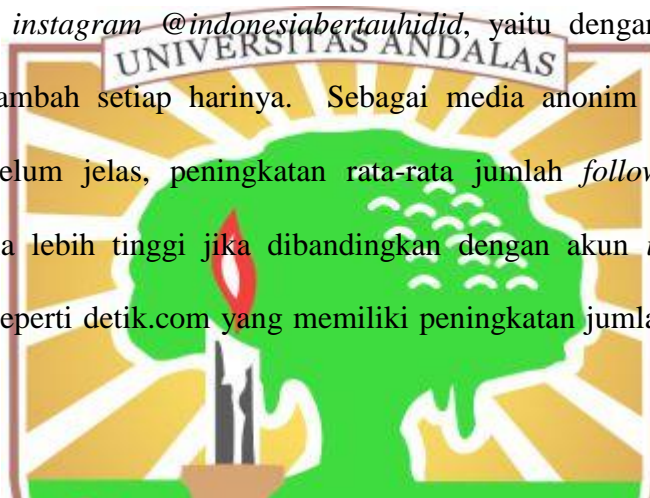 instagram @indonesiabertauhidid, yaitu dengan
UNIVERSITAS ANDALAS
ambah setiap harinya. Sebagai media anonim
elum jelas, peningkatan rata-rata jumlah follow
a lebih tinggi jika dibandingkan dengan akun
eperti detik.com yang memiliki peningkatan jumla